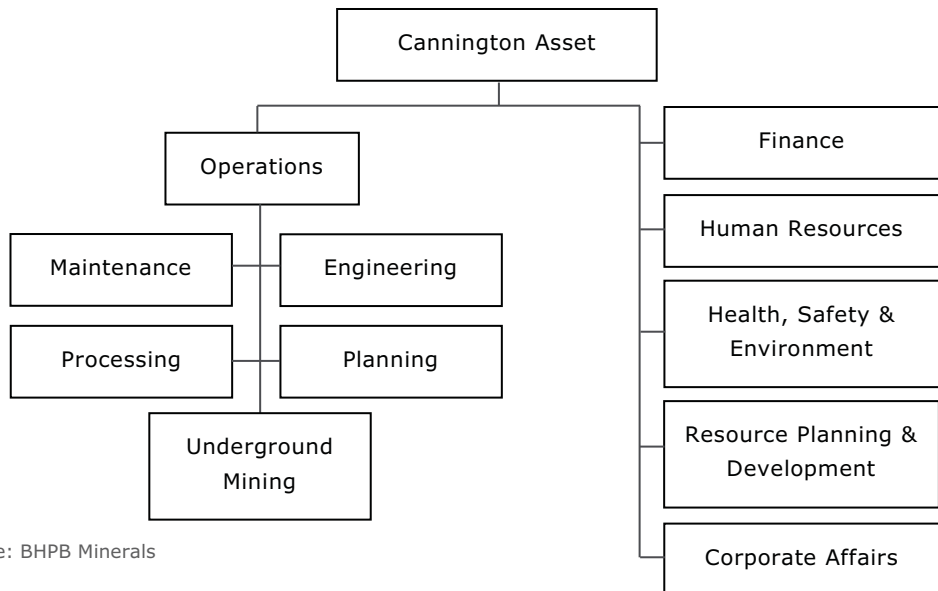 Cannington Asset
Operations
Maintenance
Engineering
Processing
Planning
Underground
Mining
Finance
Human Resources
Health, Safety &
Environment
Resource Planning &
Development
Corporate Affairs
e: BHPB Minerals